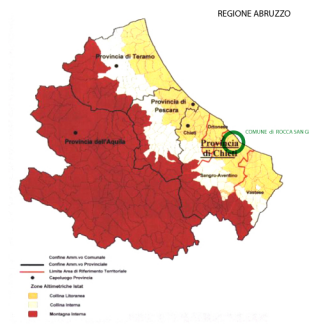 REGIONE ABRUZZO
Provincia di Teramo
Provincia di
Pescara
Chieti
Ortonese
COMUNE di ROCCA SAN G
Provincia dell'Aquila
Provincia
di Chieti
Sangro-Aventino
Vastese
Confine Amm.vo Comunale
Confine Amm.vo Provinciale
Limite Area di Riferimento Territoriale
Capoluogo Provincia
Zone Altimetriche Istat
Collina Litoranea
Collina Interna
Montagna Interna